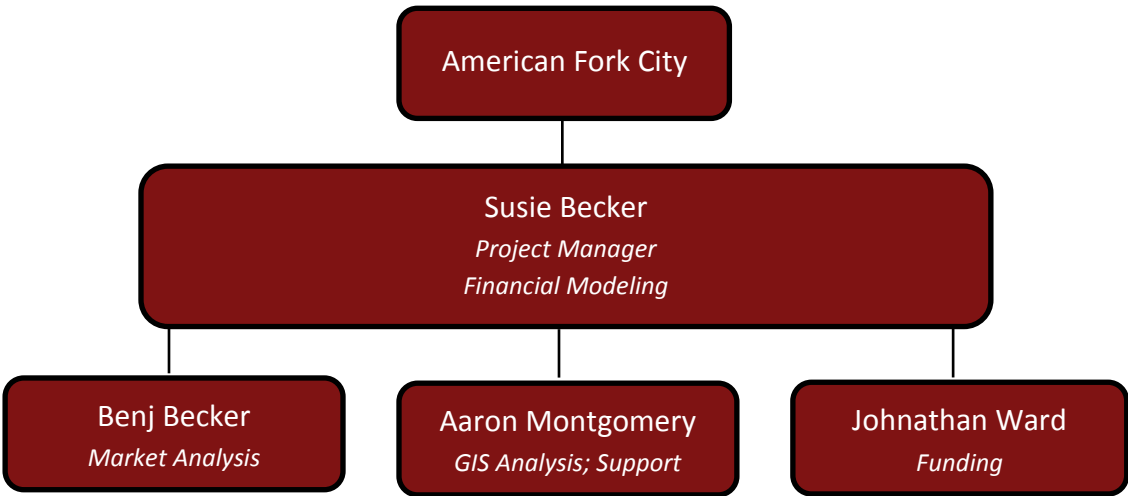 American Fork City
Susie Becker
Project Manager
Financial Modeling
Benj Becker
Market Analysis
Aaron Montgomery
GIS Analysis; Support
Johnathan Ward
Funding